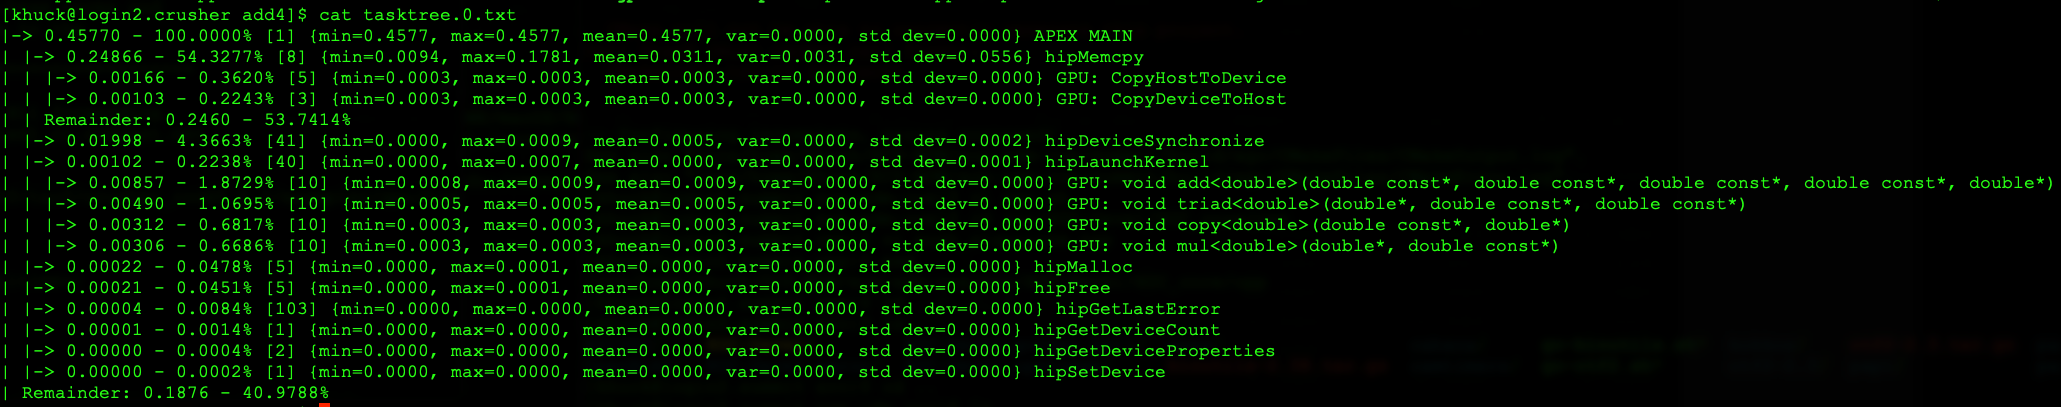 [khuck@login2.crusher add4]$ cat tasktree.0.txt
|-> 0.45770 - 100.0000% [1] {min=0.4577, max=0.4577, mean=0.4577, var=0.0000, std dev=0.0000} APEX MAIN
| |-> 0.24866 - 54.3277% [8] {min=0.0094, max=0.1781, mean=0.0311, var=0.0031, std dev=0.0556} hipMemcpy
| | |-> 0.00166 - 0.3620% [5] {min=0.0003, max=0.0003, mean=0.0003, var=0.0000, std dev=0.0000} GPU: CopyHostToDevice
| | |-> 0.00103 - 0.2243% [3] {min=0.0003, max=0.0003, mean=0.0003, var=0.0000, std dev=0.0000} GPU: CopyDeviceToHost
| | Remainder: 0.2460 - 53.7414%
| |-> 0.01998 - 4.3663% [41] {min=0.0000, max=0.0009, mean=0.0005, var=0.0000, std dev=0.0002} hipDeviceSynchronize
| |-> 0.00102 - 0.2238% [40] {min=0.0000, max=0.0007, mean=0.0000, var=0.0000, std dev=0.0001} hipLaunchKernel
| | |-> 0.00857 - 1.8729% [10] {min=0.0008, max=0.0009, mean=0.0009, var=0.0000, std dev=0.0000} GPU: void add<double>(double const*, double const*, double const*, double const*, double*)
| | |-> 0.00490 - 1.0695% [10] {min=0.0005, max=0.0005, mean=0.0005, var=0.0000, std dev=0.0000} GPU: void triad<double>(double*, double const*, double const*)
| | |-> 0.00312 - 0.6817% [10] {min=0.0003, max=0.0003, mean=0.0003, var=0.0000, std dev=0.0000} GPU: void copy<double>(double const*, double*)
| | |-> 0.00306 - 0.6686% [10] {min=0.0003, max=0.0003, mean=0.0003, var=0.0000, std dev=0.0000} GPU: void mul<double>(double*, double const*)
| |-> 0.00022 - 0.0478% [5] {min=0.0000, max=0.0001, mean=0.0000, var=0.0000, std dev=0.0000} hipMalloc
| |-> 0.00021 - 0.0451% [5] {min=0.0000, max=0.0001, mean=0.0000, var=0.0000, std dev=0.0000} hipFree
| |-> 0.00004 - 0.0084% [103] {min=0.0000, max=0.0000, mean=0.0000, var=0.0000, std dev=0.0000} hipGetLastError
| |-> 0.00001 - 0.0014% [1] {min=0.0000, max=0.0000, mean=0.0000, var=0.0000, std dev=0.0000} hipGetDeviceCount
| |-> 0.00000 - 0.0004% [2] {min=0.0000, max=0.0000, mean=0.0000, var=0.0000, std dev=0.0000} hipGetDeviceProperties
| |-> 0.00000 - 0.0002% [1] {min=0.0000, max=0.0000, mean=0.0000, var=0.0000, std dev=0.0000} hipSetDevice
| Remainder: 0.1876 - 40.9788%